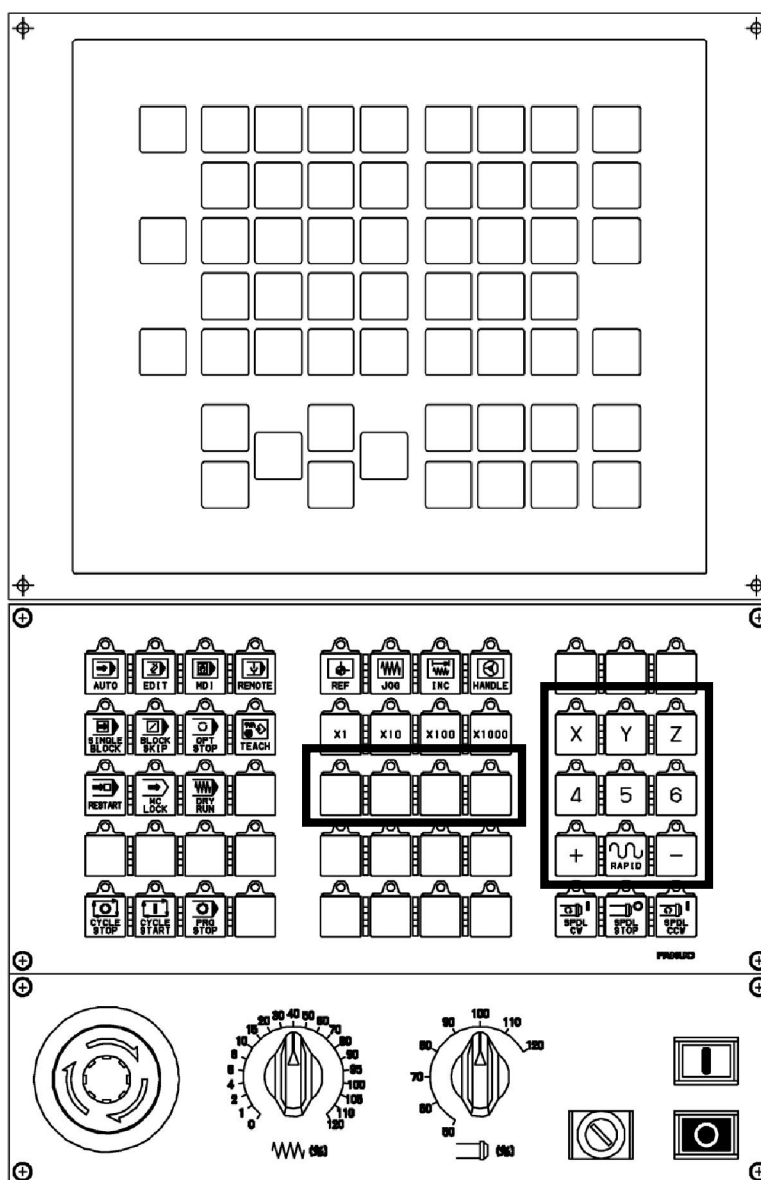 AUTO EDIT MDI REMOTE REF JOG INC HANDLE
SINGLE BLOCK BLOCK SKIP OPT STOP TEACH X1 X10 X100 X1000 X Y Z
RESTART MC LOCK DRY RUN 4 5 6
+ RAPID -
CYCLE STOP CYCLE START PRG STOP SPDL CW SPDL STOP SPDL CCW
FANUC
0 1 2 4 6 8 10 15 20 30 40 50 60 70 80 90 95 100 105 110 120
(%)
50 60 70 80 90 100 110 120
(%)